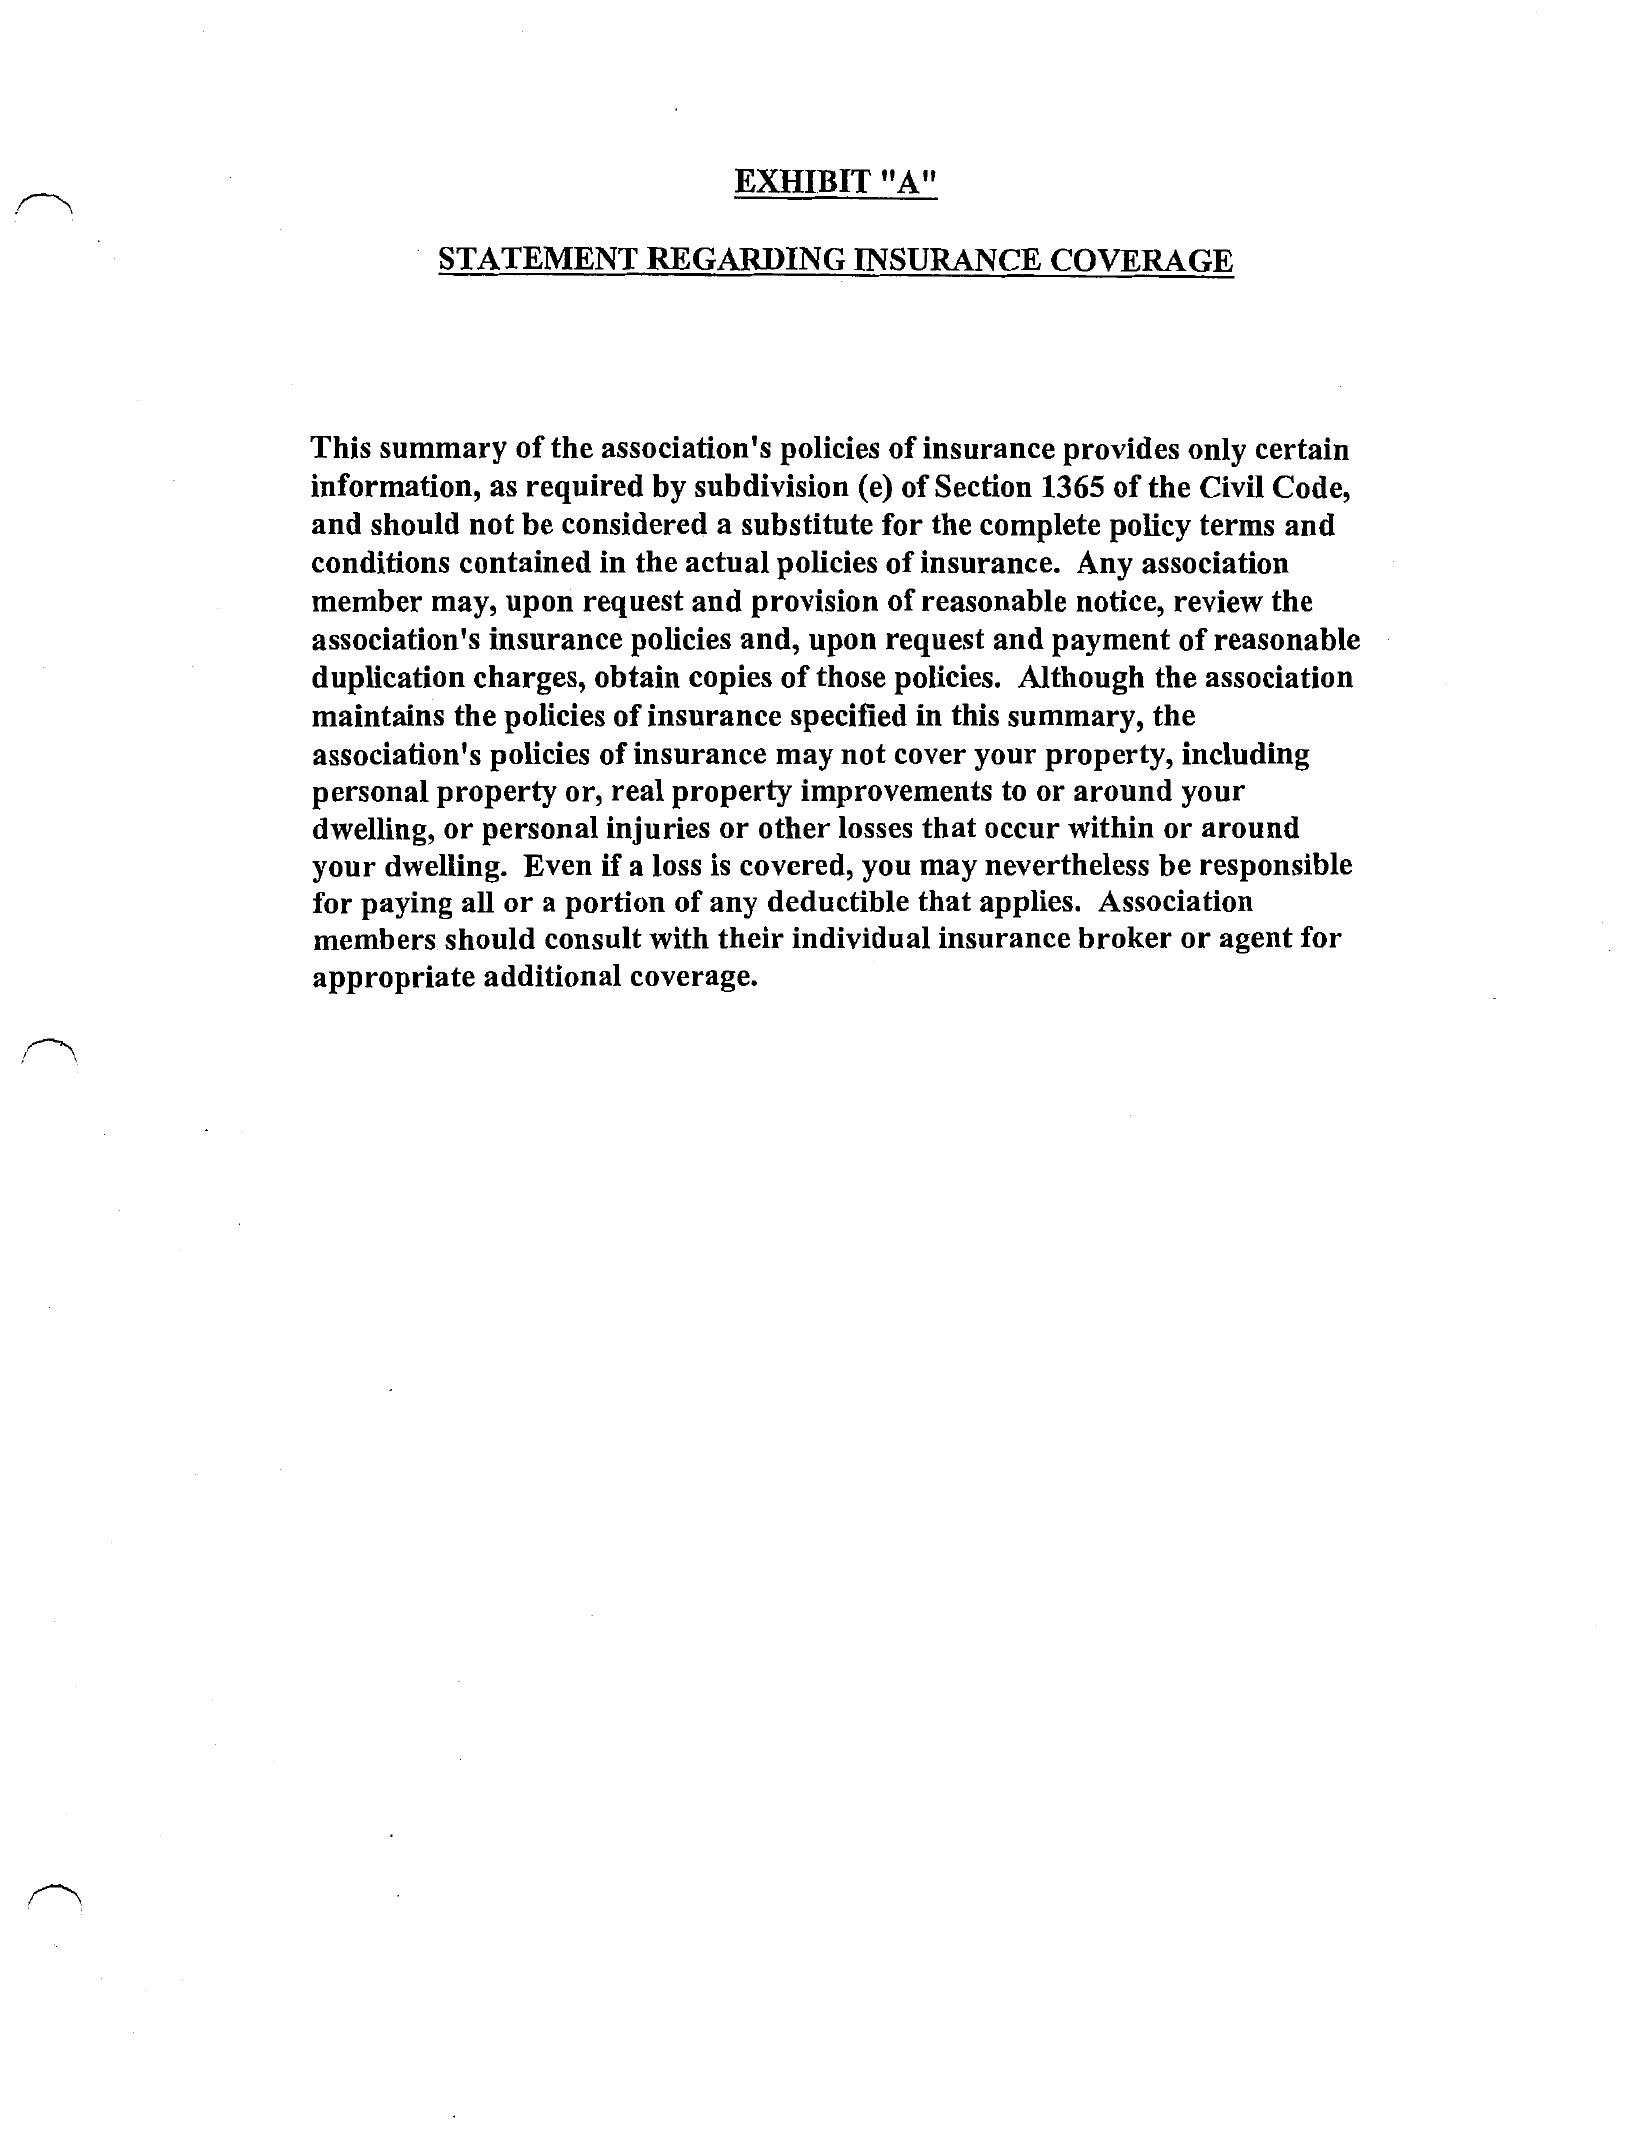 EXHIBIT "A"
STATEMENT REGARDING INSURANCE COVERAGE
This summary of the association's policies of insurance provides only certain
information, as required by subdivision (e) of Section 1365 of the Civil Code,
and should not be considered a substitute for the complete policy terms and
conditions contained in the actual policies of insurance.  Any association
member may, upon request and provision of reasonable notice, review the
association's insurance policies and, upon request and payment of reasonable
duplication charges, obtain copies of those policies.  Although the association
maintains the policies of insurance specified in this summary, the
association's policies of insurance may not cover your property, including
personal property or, real property improvements to or around your
dwelling, or personal injuries or other losses that occur within or around
your dwelling.  Even if a loss is covered, you may nevertheless be responsible
for paying all or a portion of any deductible that applies.  Association
members should consult with their individual insurance broker or agent for
appropriate additional coverage.